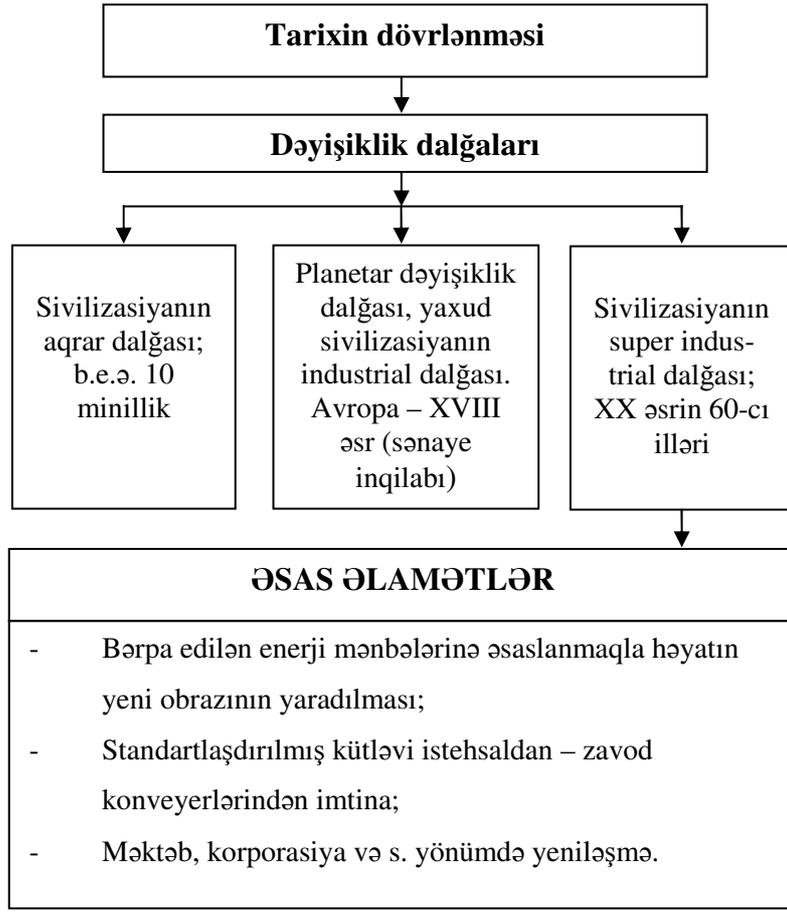 Tarixin dövrlənməsi
Dəyişiklik dalğaları
Sivilizasiyanın
aqrar dalğası;
b.e.ə. 10
minillik
Planetar dəyişiklik
dalğası, yaxud
sivilizasiyanın
industrial dalğası.
Avropa – XVIII
əsr (sənaye
inqilabı)
Sivilizasiyanın
super indus-
trial dalğası;
XX əsrin 60-cı
illəri
ƏSAS ƏLAMƏTLƏR
- Bərpa edilən enerji mənbələrinə əsaslanmaqla həyatın
yeni obrazının yaradılması;
- Standartlaşdırılmış kütləvi istehsaldan – zavod
konveyerlərindən imtina;
- Məktəb, korporasiya və s. yönümdə yeniləşmə.